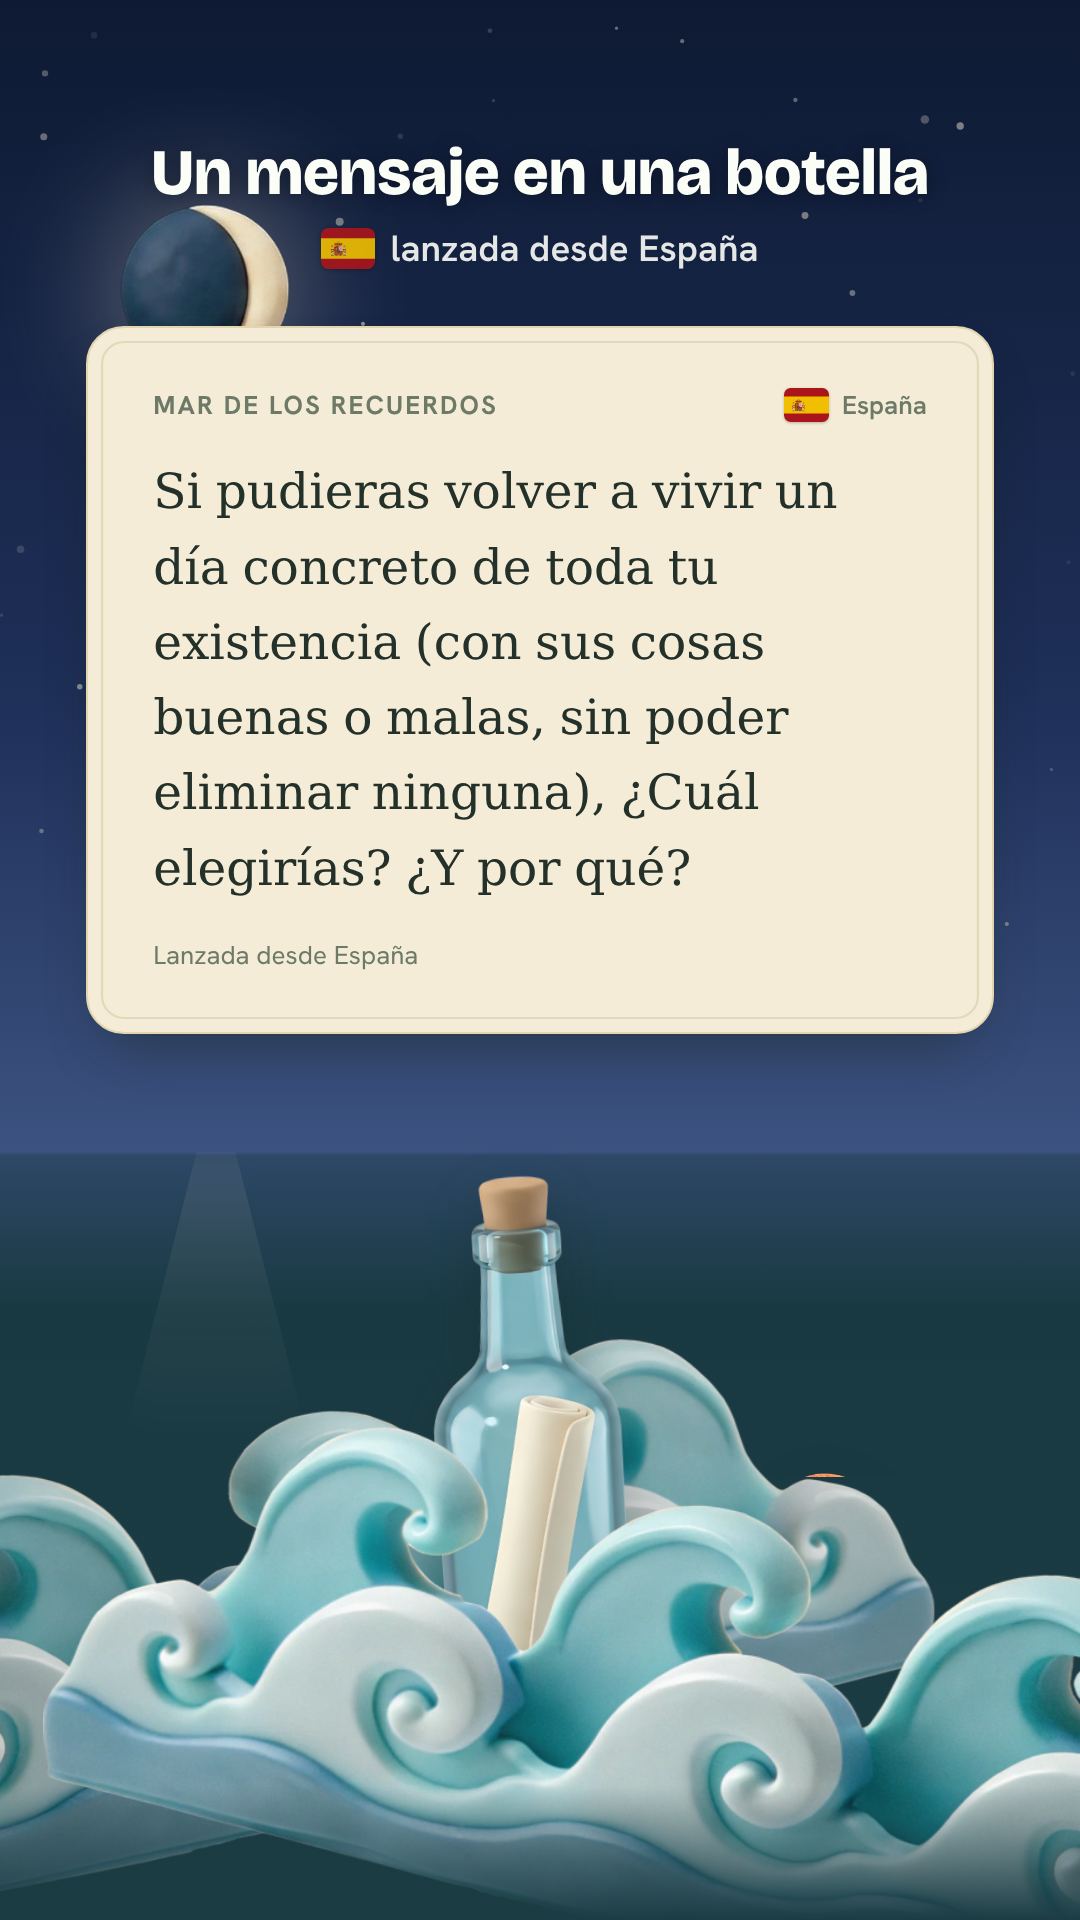 Un mensaje en una botella
lanzada desde España
MAR DE LOS RECUERDOS
España
Si pudieras volver a vivir un
día concreto de toda tu
existencia (con sus cosas
buenas o malas, sin poder
eliminar ninguna), ¿Cuál
elegirías? ¿Y por qué?
Lanzada desde España